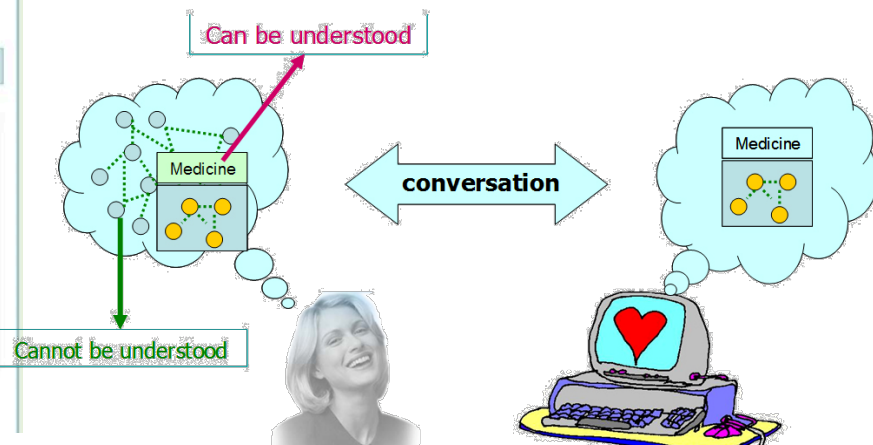 Can be understood
Medicine
Medicine
conversation
Cannot be understood